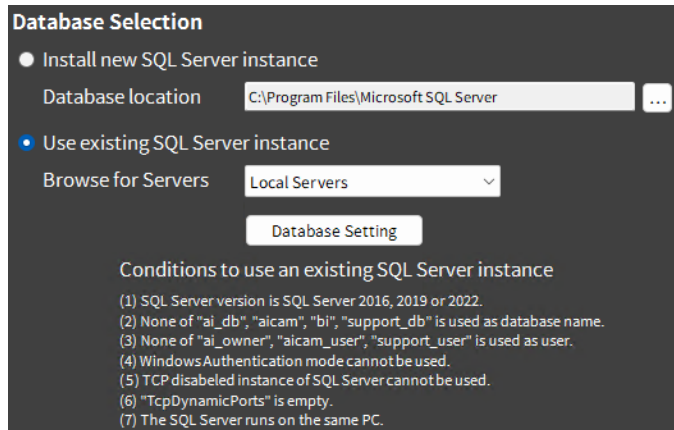 Database Selection
Install new SQL Server instance
Database location C:\Program Files\Microsoft SQL Server ...
Use existing SQL Server instance
Browse for Servers Local Servers
Database Setting
Conditions to use an existing SQL Server instance
(1) SQL Server version is SQL Server 2016, 2019 or 2022.
(2) None of "ai_db", "aicam", "bi", "support_db" is used as database name.
(3) None of "ai_owner", "aicam_user", "support_user" is used as user.
(4) Windows Authentication mode cannot be used.
(5) TCP disabeled instance of SQL Server cannot be used.
(6) "TcpDynamicPorts" is empty.
(7) The SQL Server runs on the same PC.